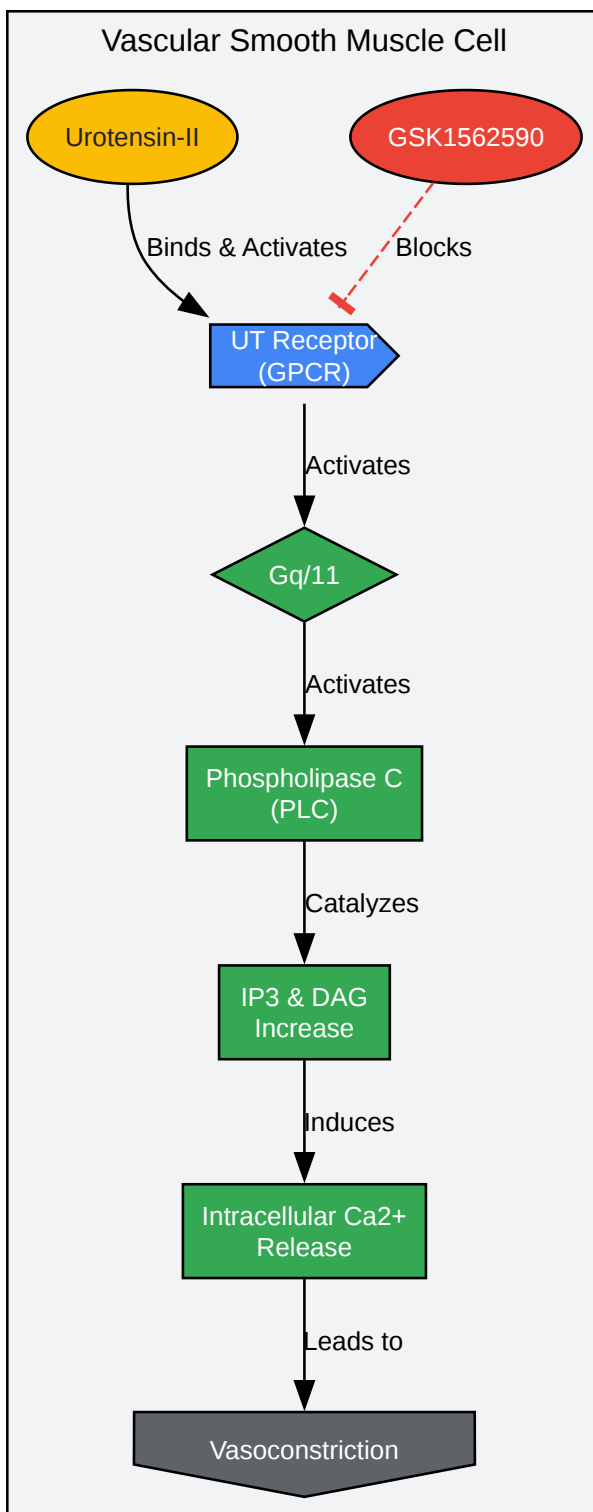 Vascular Smooth Muscle Cell
Urotensin-II
GSK1562590
Binds & Activates
Blocks
UT Receptor
(GPCR)
Activates
Gq/11
Activates
Phospholipase C
(PLC)
Catalyzes
IP3 & DAG
Increase
Induces
Intracellular Ca2+
Release
Leads to
Vasoconstriction